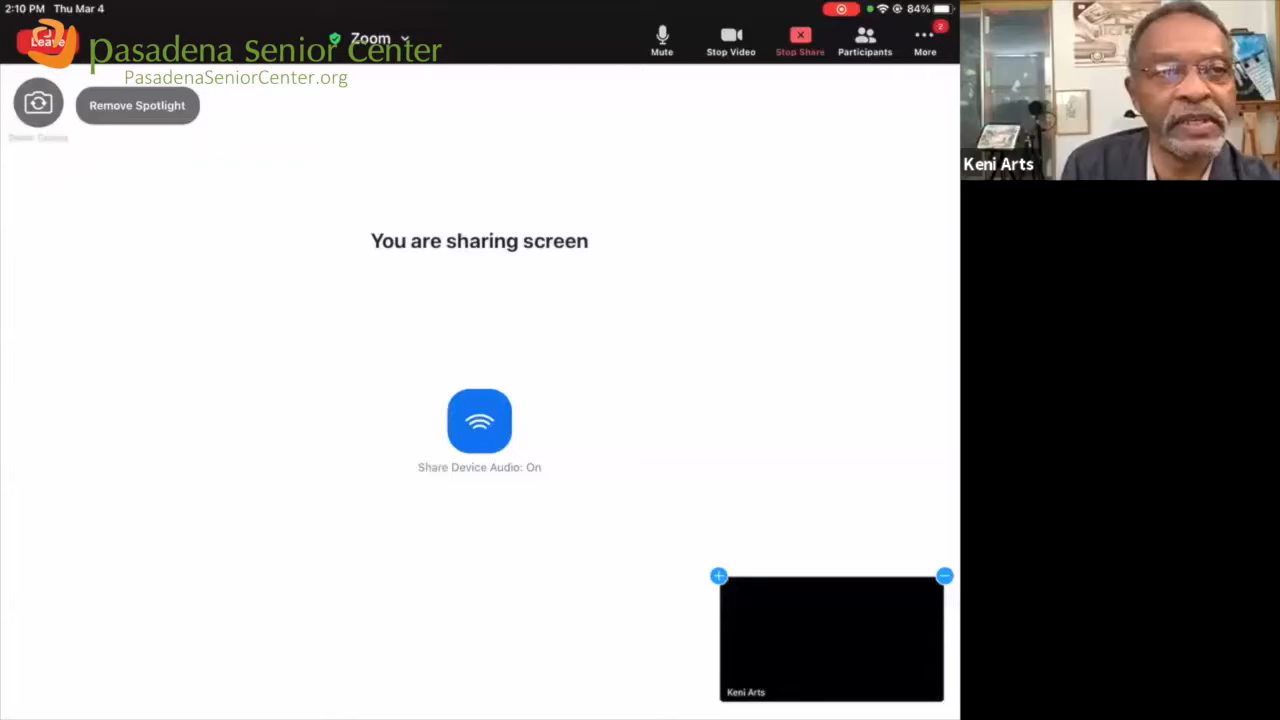 2:10 PM Thu Mar 4
84%
Leave
Pasadena Senior Center
PasadenaSeniorCenter.org
Zoom
Mute
Stop Video
Stop Share
Participants
2
More
Remove Spotlight
Keni Arts
You are sharing screen
Share Device Audio: On
Keni Arts